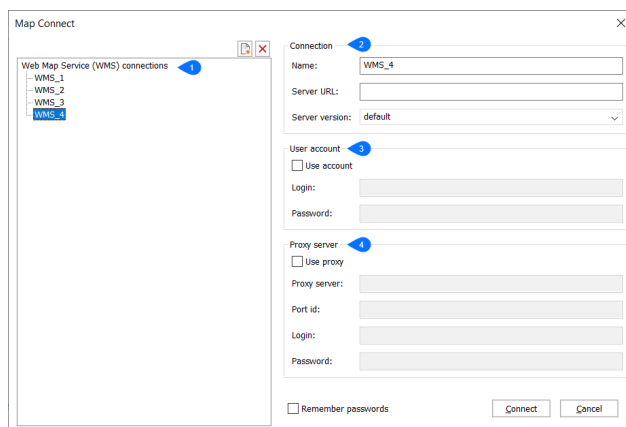 Map Connect
Web Map Service (WMS) connections 1
WMS_1
WMS_2
WMS_3
WMS_4
Connection 2
Name: WMS_4
Server URL:
Server version: default
User account 3
Use account
Login:
Password:
Proxy server 4
Use proxy
Proxy server:
Port id:
Login:
Password:
Remember passwords
Connect Cancel